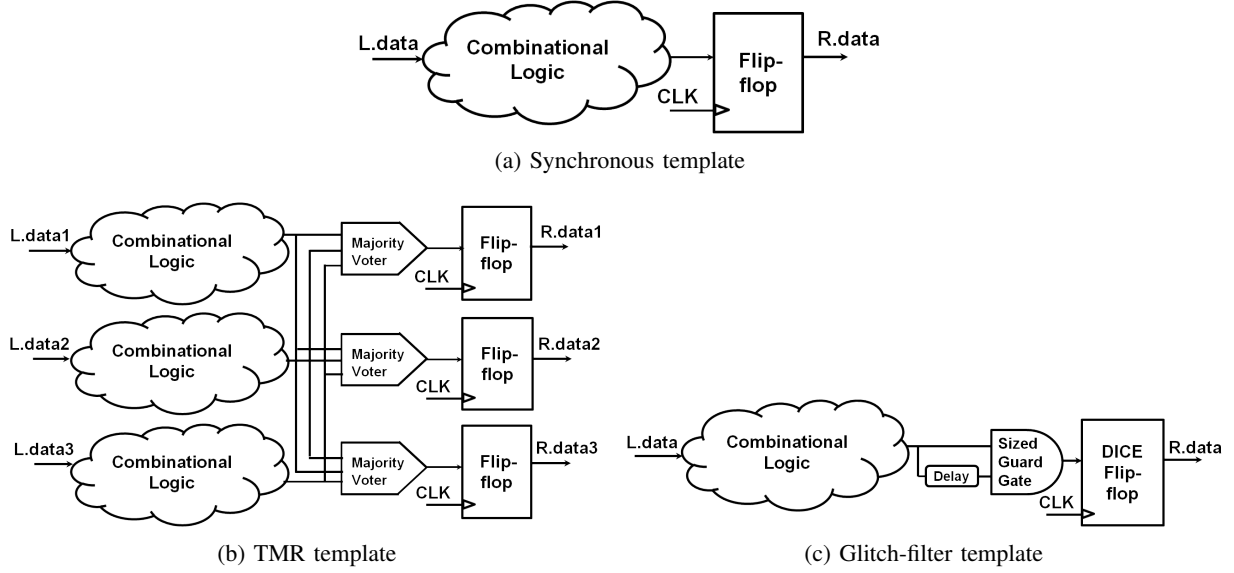 L.data
Combinational
Logic
Flip-
flop
CLK
R.data
(a) Synchronous template
L.data1
Combinational
Logic
Majority
Voter
CLK
Flip-
flop
R.data1
L.data2
Combinational
Logic
Majority
Voter
CLK
Flip-
flop
R.data2
L.data3
Combinational
Logic
Majority
Voter
CLK
Flip-
flop
R.data3
(b) TMR template
L.data
Combinational
Logic
Delay
Sized
Guard
Gate
CLK
DICE
Flip-
flop
R.data
(c) Glitch-filter template